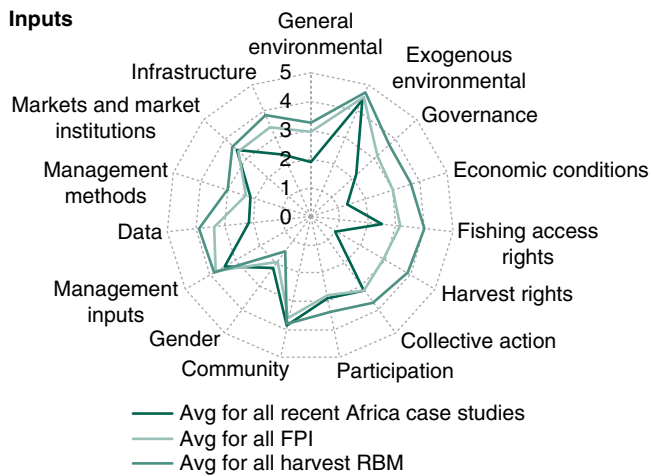 Inputs
General
environmental
Exogenous
environmental
Governance
Economic conditions
Fishing access
rights
Harvest rights
Collective action
Participation
Community
Gender
Management
inputs
Data
Management
methods
Markets and market
institutions
Infrastructure
5
4
3
2
1
0
Avg for all recent Africa case studies
Avg for all FPI
Avg for all harvest RBM